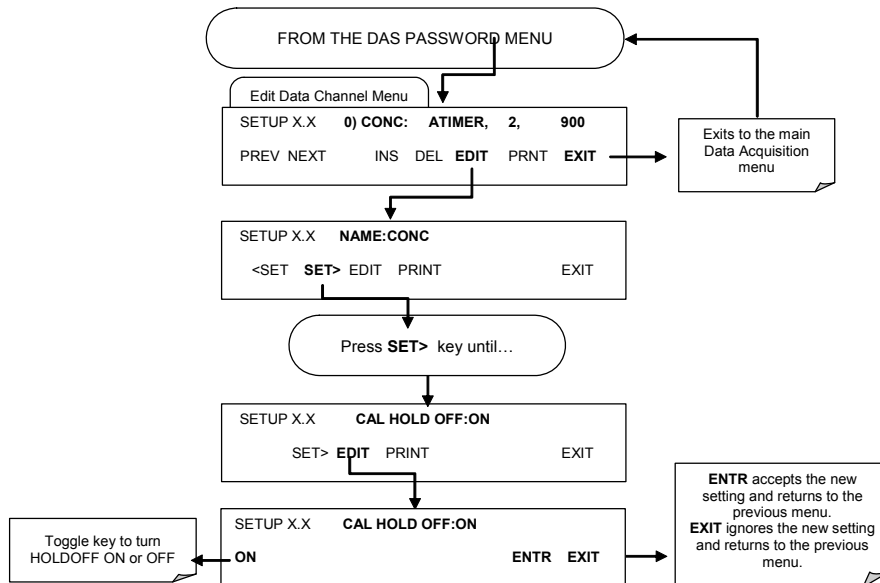 FROM THE DAS PASSWORD MENU
Edit Data Channel Menu
SETUP X.X 0) CONC: ATIMER, 2, 900
PREV NEXT INS DEL EDIT PRNT EXIT
Exits to the main
Data Acquisition
menu
SETUP X.X NAME:CONC
<SET SET> EDIT PRINT EXIT
Press SET> key until…
SETUP X.X CAL HOLD OFF:ON
SET> EDIT PRINT EXIT
SETUP X.X CAL HOLD OFF:ON
ON ENTR EXIT
Toggle key to turn
HOLDOFF ON or OFF
ENTR accepts the new
setting and returns to the
previous menu.
EXIT ignores the new setting
and returns to the previous
menu.